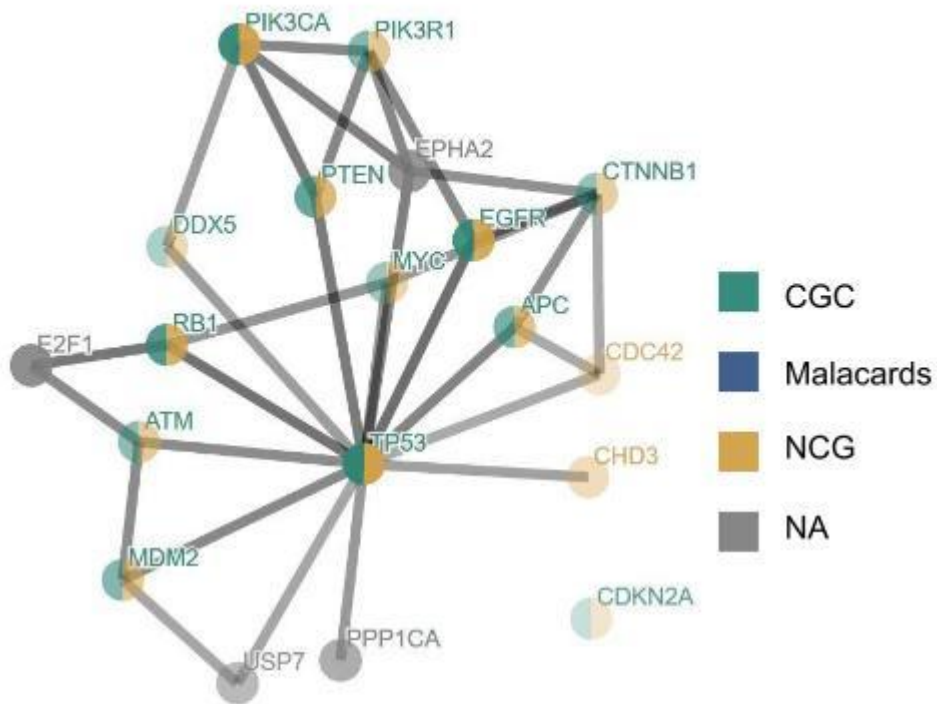 PIK3CA
PIK3R1
EPHA2
PTEN
CTNNB1
DDX5
EGFR
MYC
APC
RB1
E2F1
CDC42
ATM
TP53
CHD3
MDM2
CDKN2A
PPP1CA
USP7
CGC
Malacards
NCG
NA